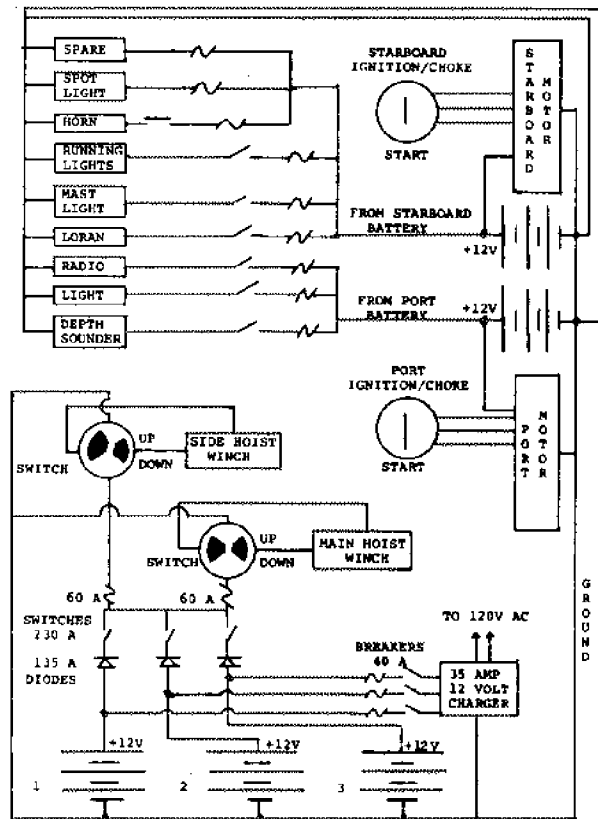 SPARE
SPOT
LIGHT
HORN
RUNNING
LIGHTS
MAST
LIGHT
LORAN
RADIO
LIGHT
DEPTH
SOUNDER
STARBOARD
IGNITION/CHOKE
START
STARBOARD
MOTOR
FROM STARBOARD
BATTERY
+12V
FROM PORT
BATTERY
+12V
PORT
IGNITION/CHOKE
START
PORT
MOTOR
UP
SWITCH
DOWN
SIDE HOIST
WINCH
UP
SWITCH
DOWN
MAIN HOIST
WINCH
60 A
60 A
SWITCHES
230 A
135 A
DIODES
BREAKERS
40 A
TO 120V AC
35 AMP
12 VOLT
CHARGER
GROUND
+12V
+12V
+12V
1
2
3